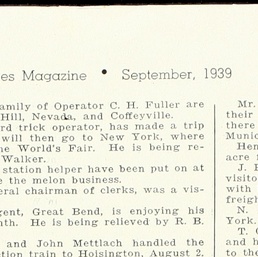 es Magazine • September, 1939
amily of Operator C. H. Fuller are
Hill, Nevada, and Coffeyville.
rd trick operator, has made a trip
will then go to New York, where
he World's Fair. He is being re-
Walker.
station helper have been put on at
e the melon business.
eral chairman of clerks, was a vis-
gent, Great Bend, is enjoying his
nth. He is being relieved by R. B.
and John Mettlach handled the
tion train to Hoisington, August 2.
Mr.
their
there
Munic
Hen
acre
J. 
visito
with
freigh
N.
York.
T. 
and
to th